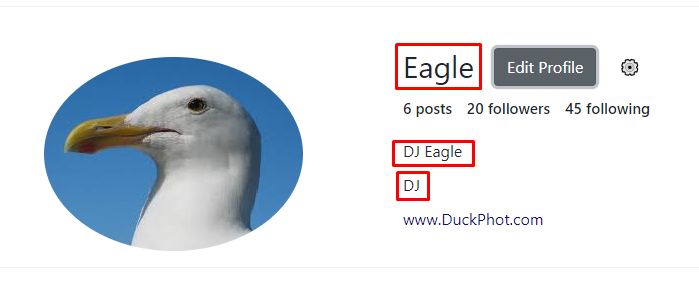 Eagle Edit Profile
6 posts 20 followers 45 following
DJ Eagle
DJ
www.DuckPhot.com